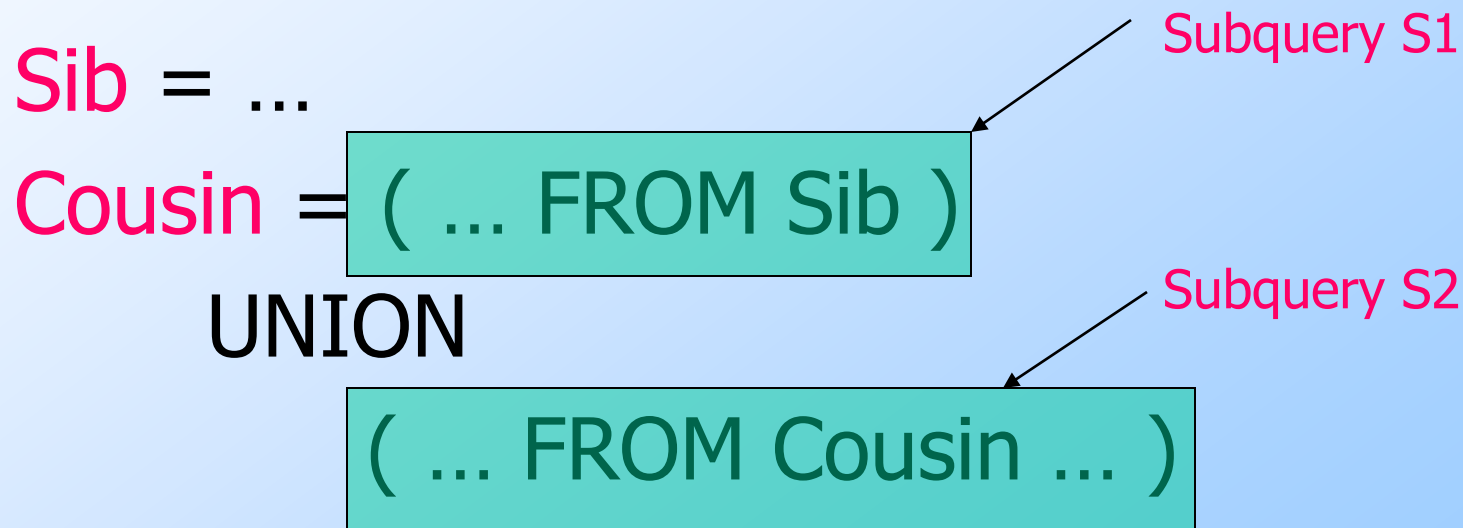 Subquery S1
Sib = …
Cousin = ( … FROM Sib )
Subquery S2
UNION
( … FROM Cousin … )